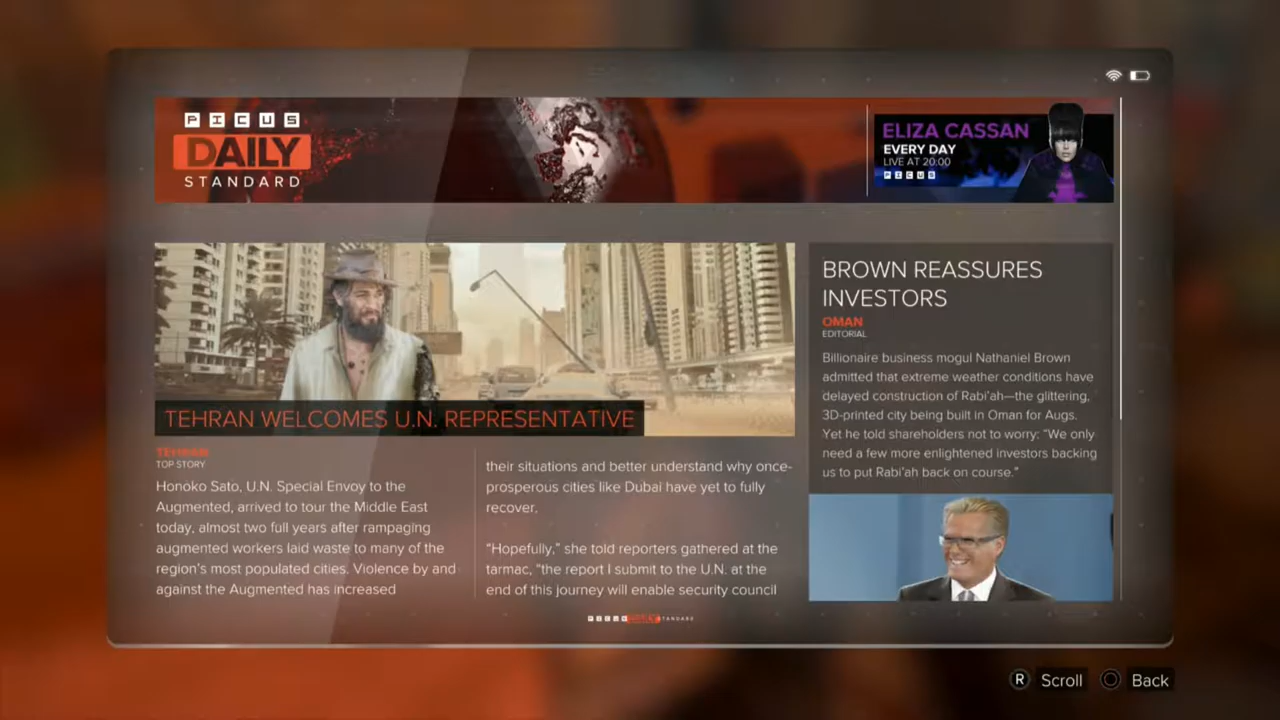 PICUS
DAILY
STANDARD
ELIZA CASSAN
EVERY DAY
LIVE AT 20:00
PICUS
TEHRAN WELCOMES U.N. REPRESENTATIVE
TEHRAN
TOP STORY
Honoko Sato, U.N. Special Envoy to the
Augmented, arrived to tour the Middle East
today, almost two full years after rampaging
augmented workers laid waste to many of the
region's most populated cities. Violence by and
against the Augmented has increased
their situations and better understand why once-
prosperous cities like Dubai have yet to fully
recover.
“Hopefully,” she told reporters gathered at the
tarmac, “the report I submit to the U.N. at the
end of this journey will enable security council
BROWN REASSURES
INVESTORS
OMAN
EDITORIAL
Billionaire business mogul Nathaniel Brown
admitted that extreme weather conditions have
delayed construction of Rabi'ah—the glittering,
3D-printed city being built in Oman for Augs.
Yet he told shareholders not to worry: “We only
need a few more enlightened investors backing
us to put Rabi'ah back on course.”
PICUS DAILY STANDARD
R Scroll Back